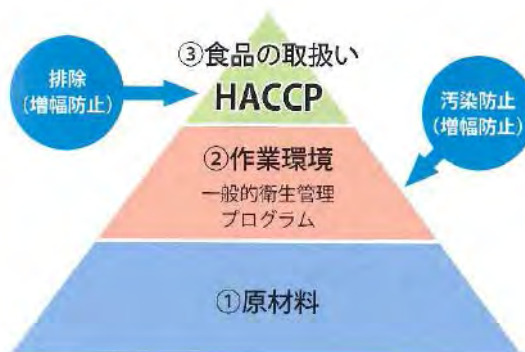 ③食品の取扱い
HACCP
排除
(増幅防止)
汚染防止
(増幅防止)
②作業環境
一般的衛生管理
プログラム
①原材料